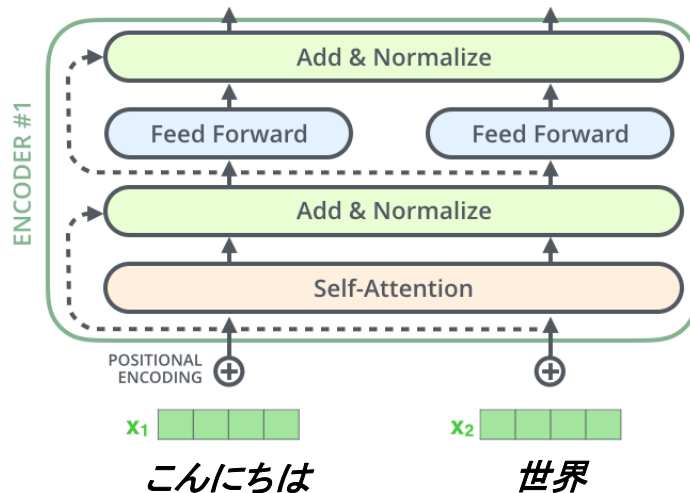 Add & Normalize
Feed Forward Feed Forward
ENCODER #1
Add & Normalize
Self-Attention
POSITIONAL
ENCODING
x1 x2
こんにちは 世界